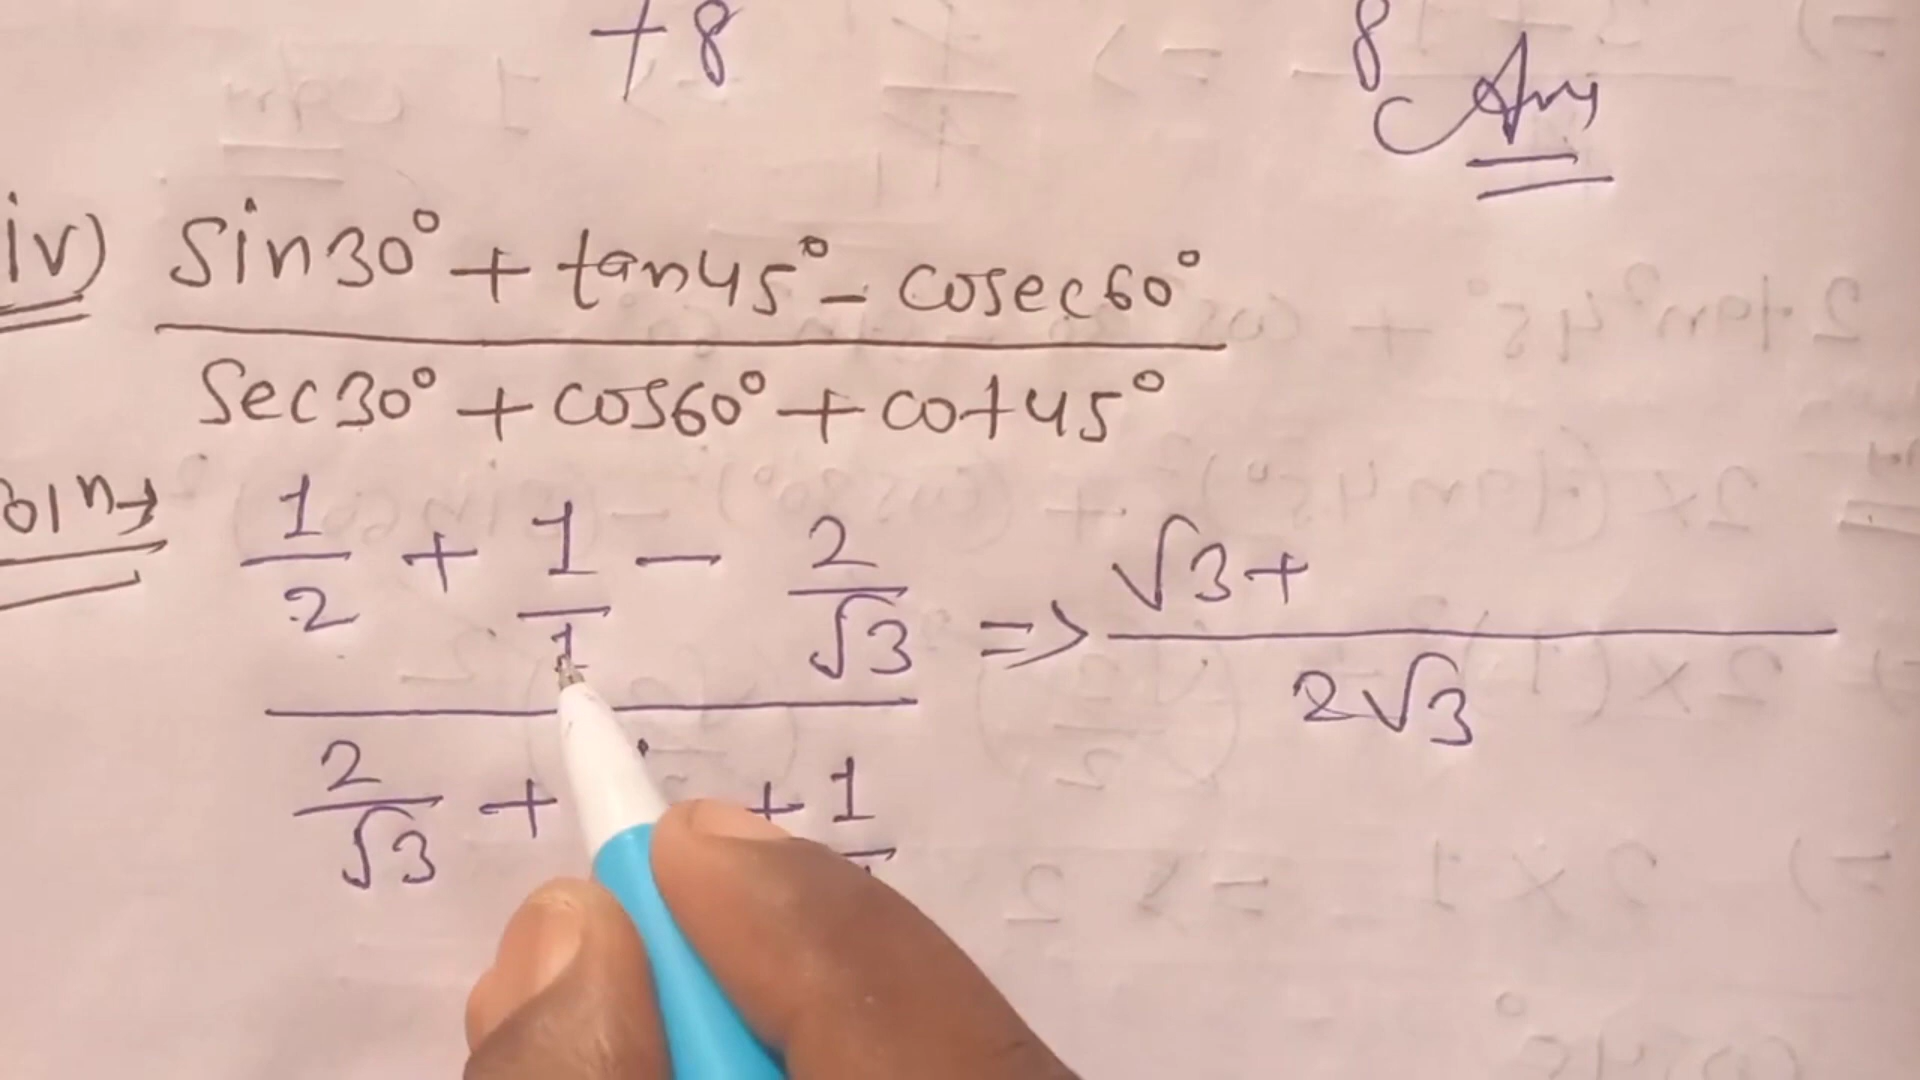 +8 8 Ans
iv) sin30° + tan45° - cosec60°
sec30° + cos60° + cot45°
soln→ 1/2 + 1/1 - 2/√3 => √3+
2√3
2/√3 + + 1